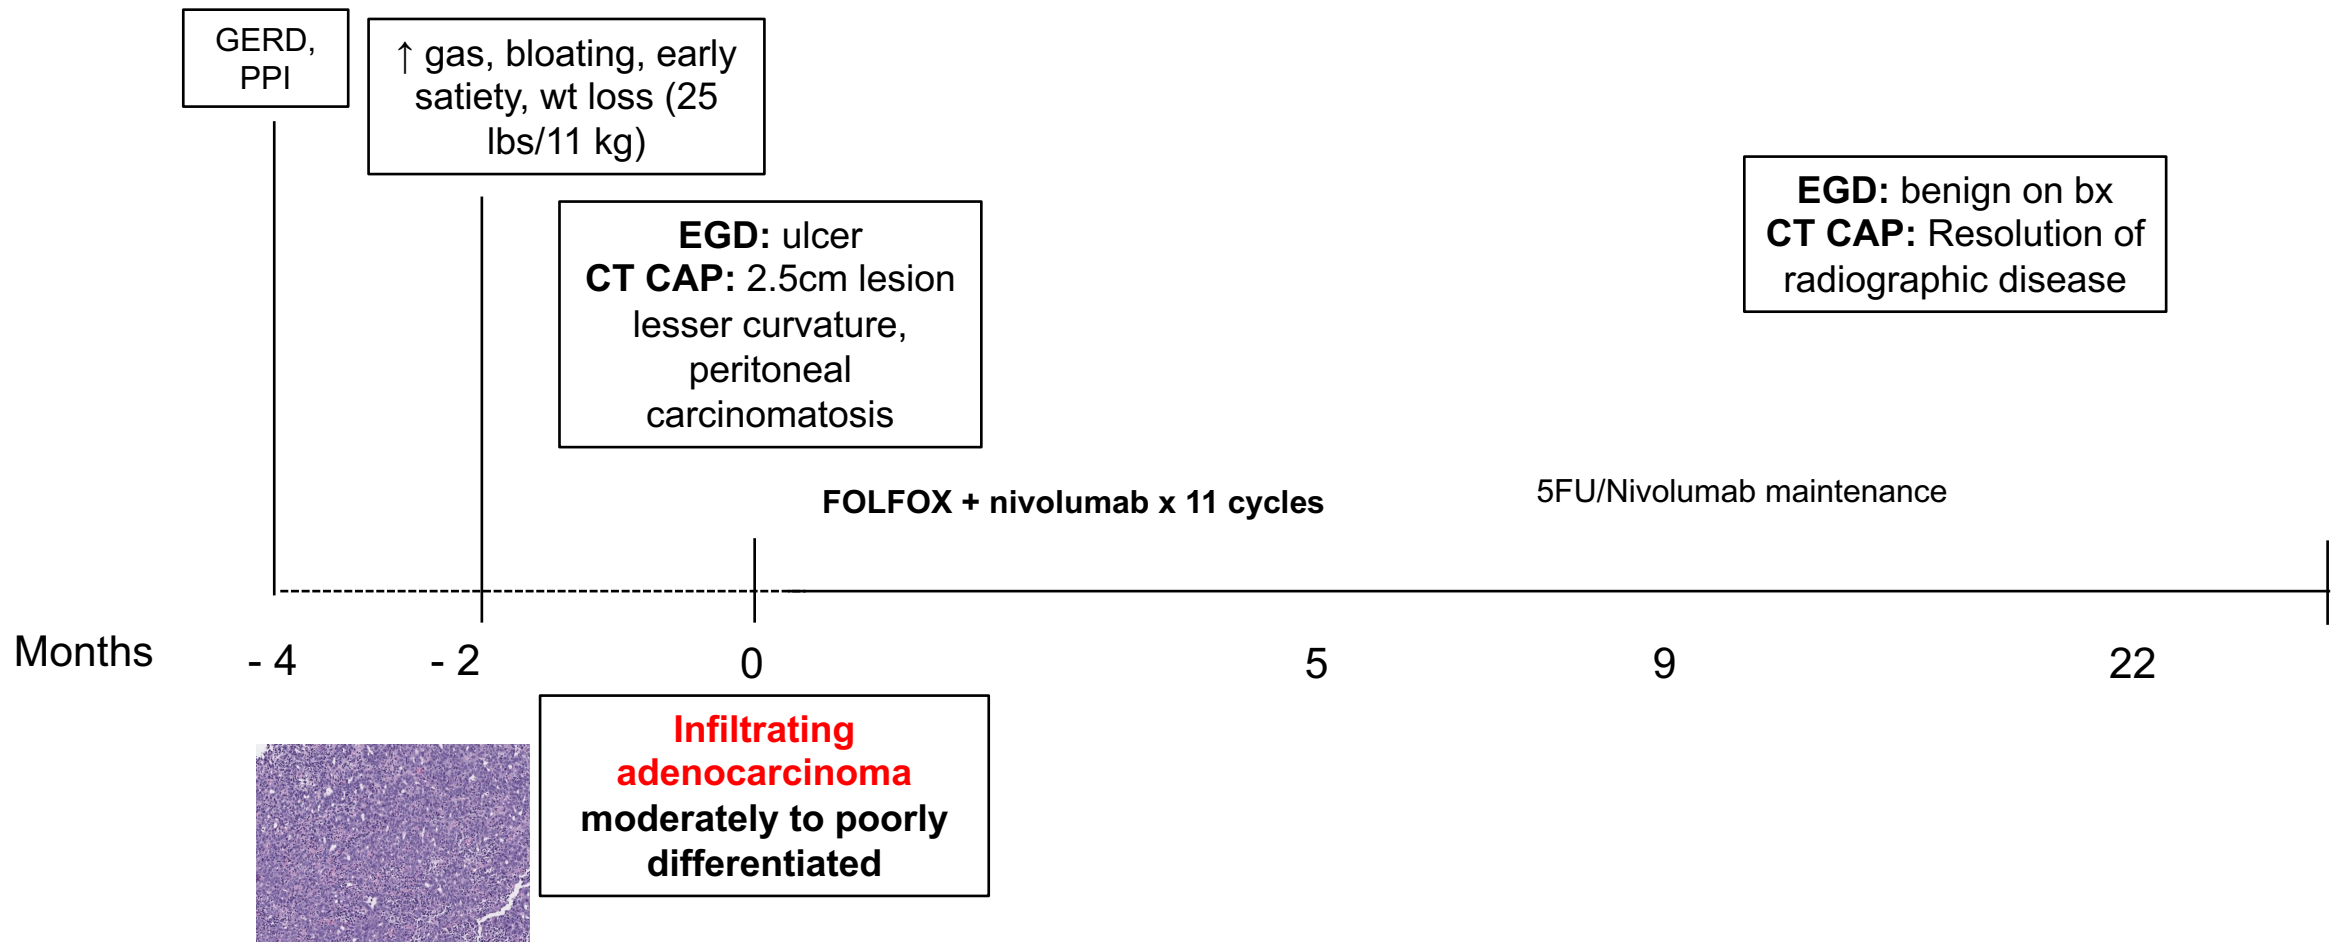 GERD,
PPI
↑ gas, bloating, early
satiety, wt loss (25
lbs/11 kg)
EGD: ulcer
CT CAP: 2.5cm lesion
lesser curvature,
peritoneal
carcinomatosis
EGD: benign on bx
CT CAP: Resolution of
radiographic disease
FOLFOX + nivolumab x 11 cycles
5FU/Nivolumab maintenance
Months - 4 - 2 0 5 9 22
Infiltrating
adenocarcinoma
moderately to poorly
differentiated